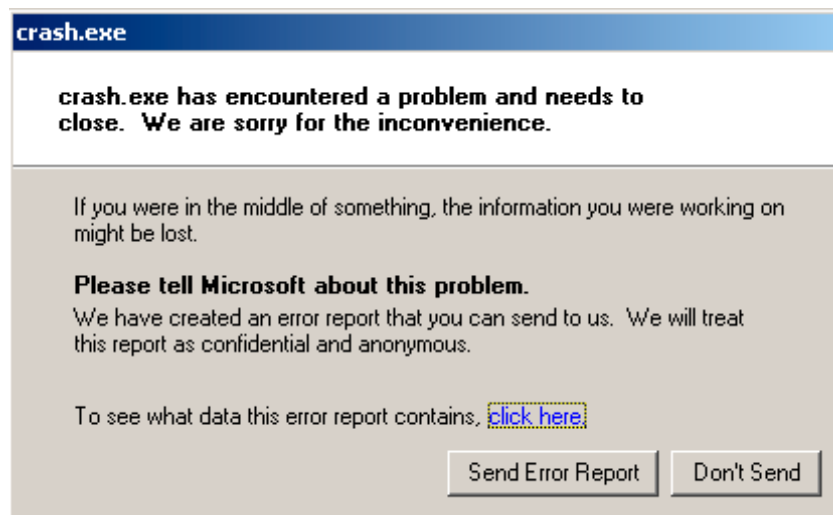 crash.exe
crash.exe has encountered a problem and needs to
close.  We are sorry for the inconvenience.
If you were in the middle of something, the information you were working on
might be lost.
Please tell Microsoft about this problem.
We have created an error report that you can send to us.  We will treat
this report as confidential and anonymous.
To see what data this error report contains, click here.
Send Error Report Don't Send